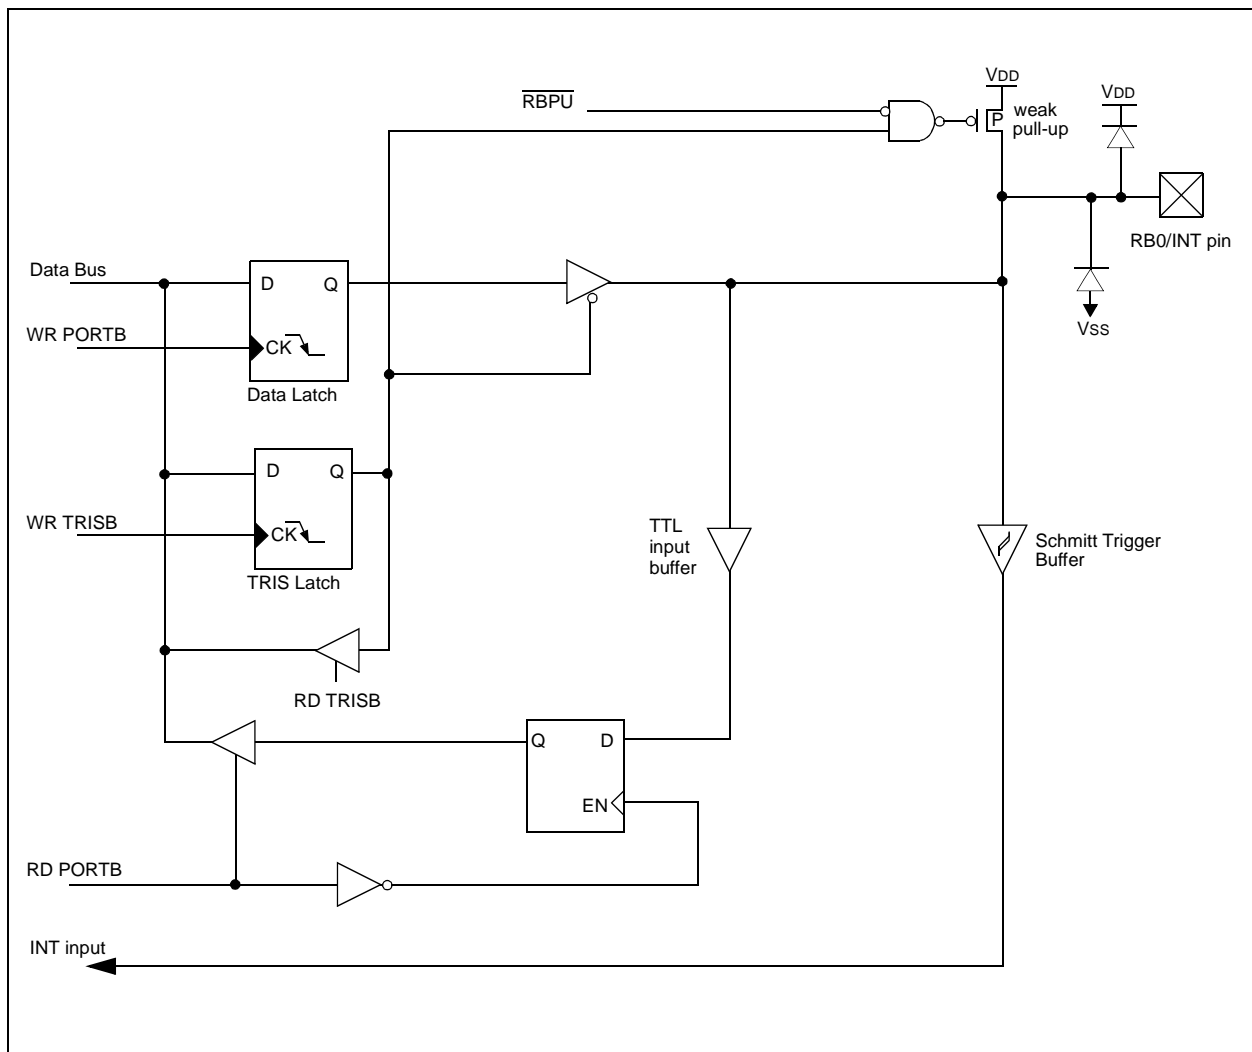 VDD
VDD
RBPU
P
weak
pull-up
RB0/INT pin
Data Bus
D
Q
WR PORTB
CK
VSS
Data Latch
D
Q
WR TRISB
CK
TTL
input
buffer
Schmitt Trigger
Buffer
TRIS Latch
RD TRISB
Q
D
EN
RD PORTB
INT input